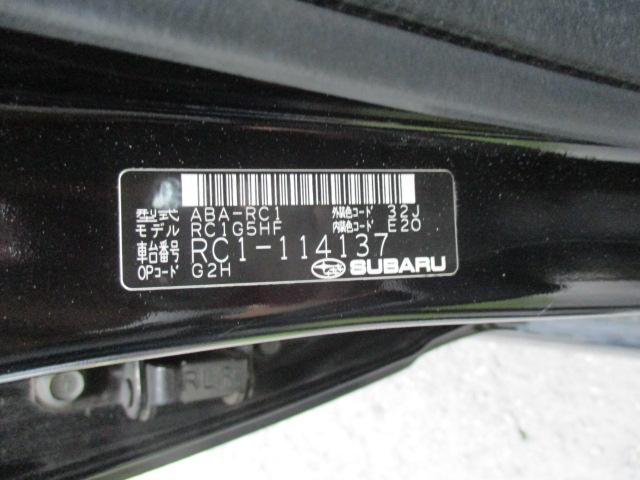 型式 ABA-RC1 外装色コード 32J
モデル RC1G5HF 内装色コード E20
車台番号 RC1-114137
OPコード G2H SUBARU